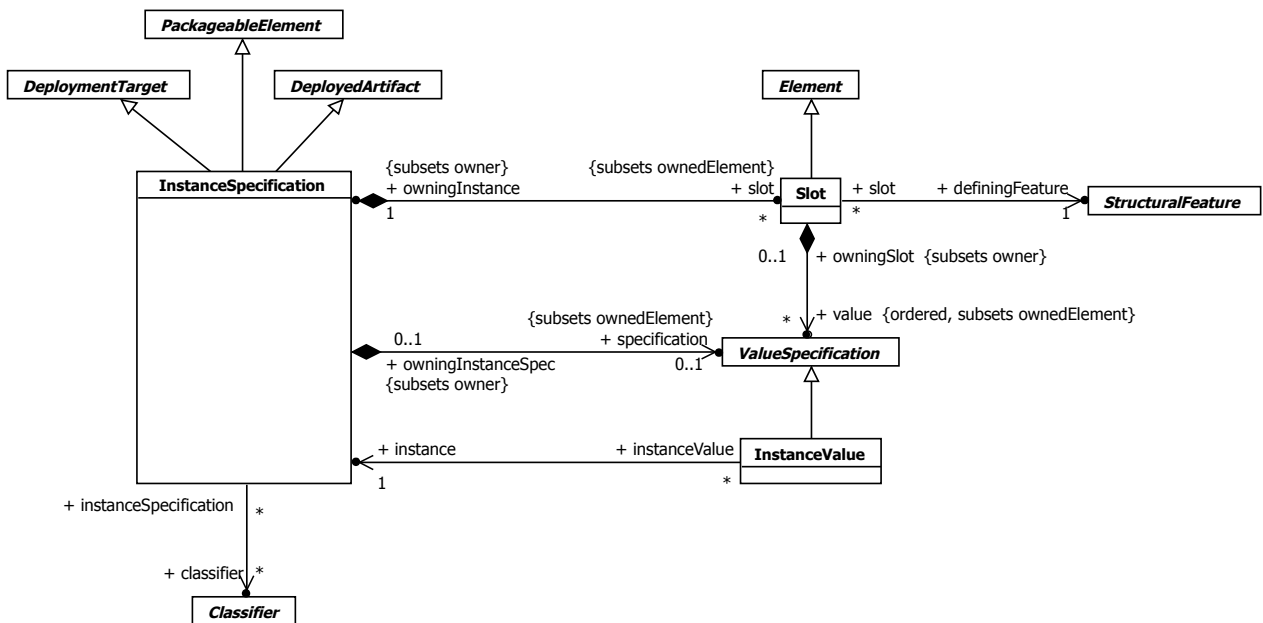 PackageableElement
DeploymentTarget
DeployedArtifact
Element
InstanceSpecification
{subsets owner}
+ owningInstance
1
{subsets ownedElement}
+ slot
*
Slot
+ slot
*
+ definingFeature
1
StructuralFeature
0..1
+ owningSlot {subsets owner}
* + value {ordered, subsets ownedElement}
0..1
+ owningInstanceSpec
{subsets owner}
{subsets ownedElement}
+ specification
0..1
ValueSpecification
+ instance
1
+ instanceValue
*
InstanceValue
+ instanceSpecification *
+ classifier *
Classifier